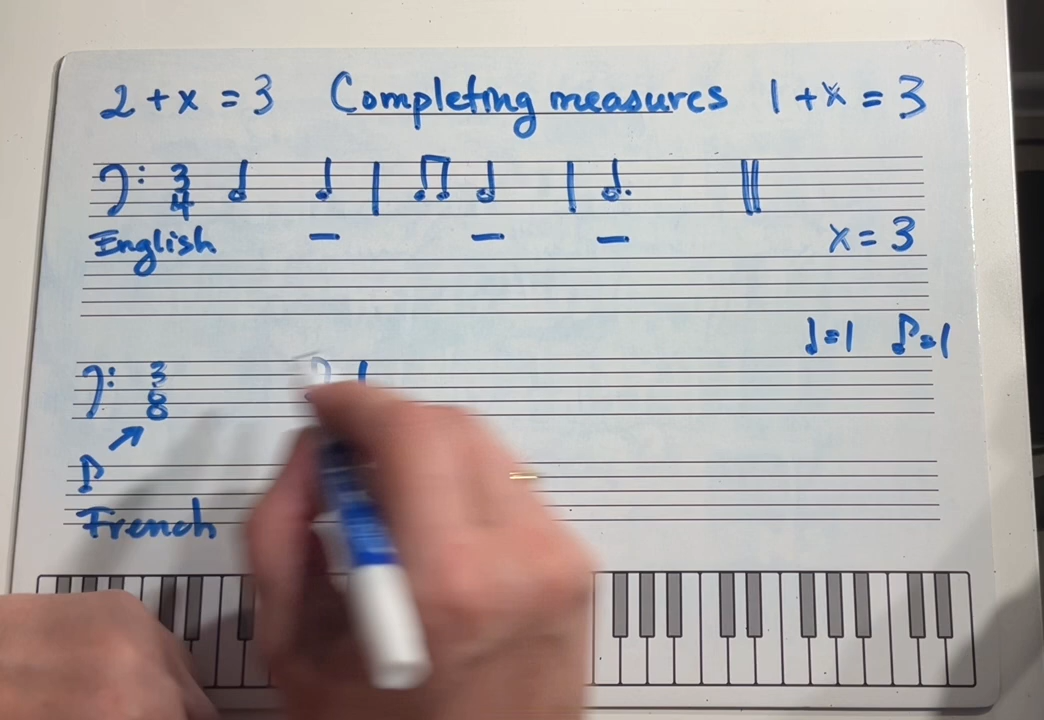 2 + x = 3 Completing measures 1 + x = 3
3
4
English x = 3
♩=1 ♪=1
3
8
♪
French